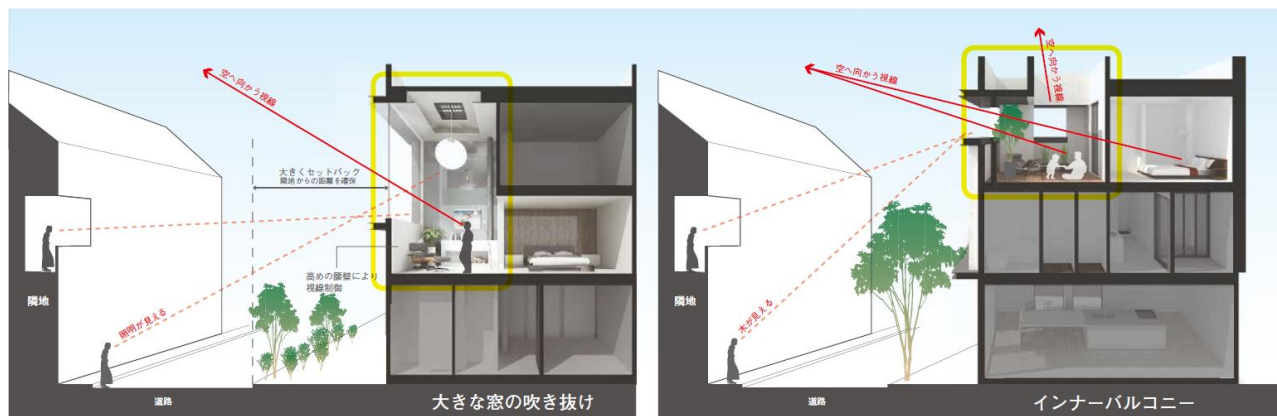 空へ向かう視線
大きくセットバック
隣地からの距離を確保
高めの腰壁により
視線制御
隣地
照明が見える
道路
大きな窓の吹き抜け
空へ向かう視線
空へ向かう視線
隣地
木が見える
道路
インナーバルコニー